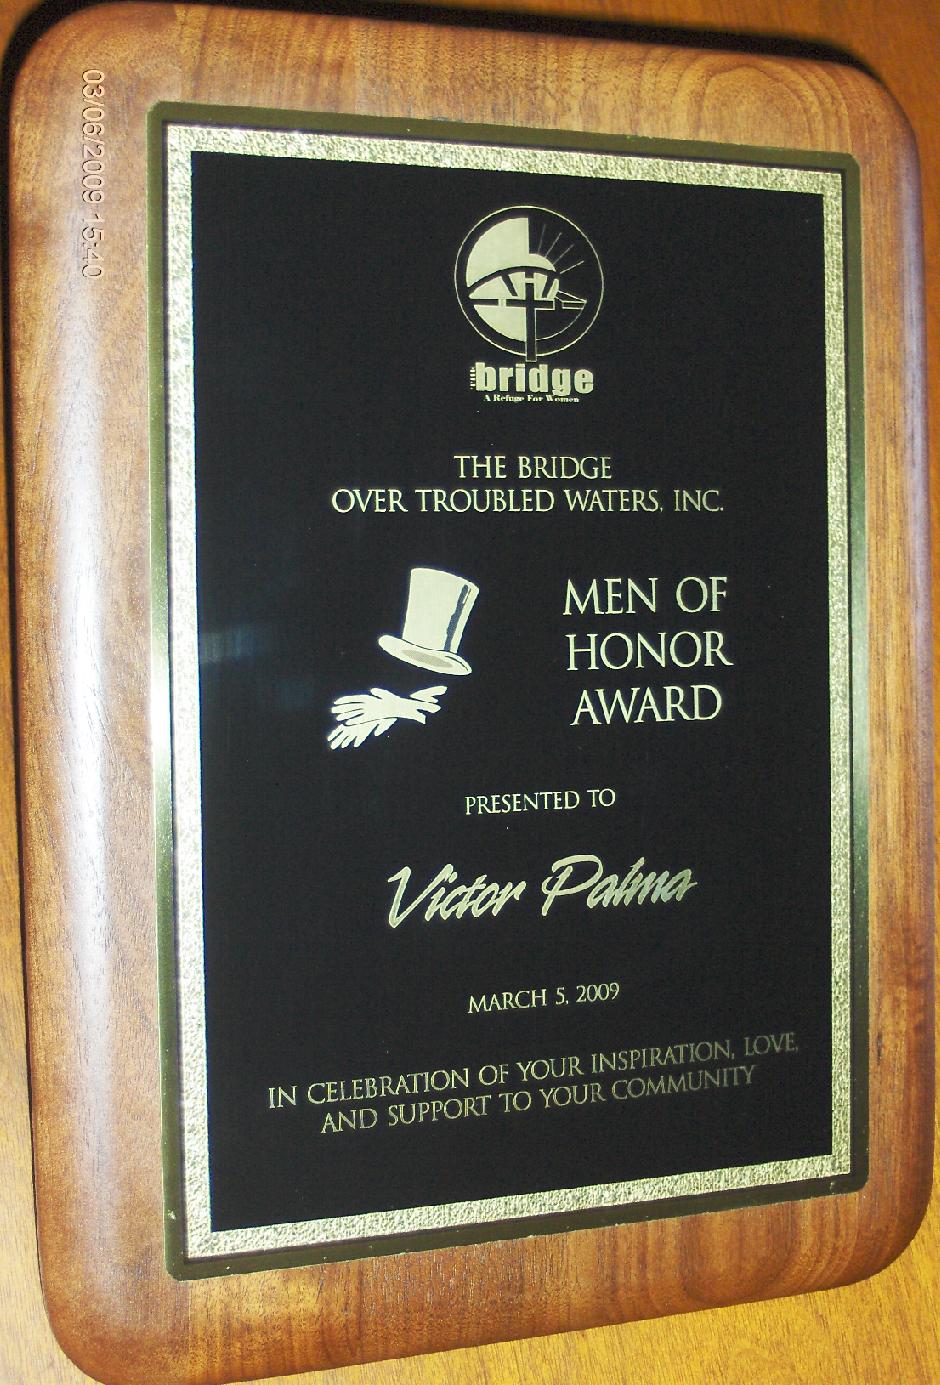 03/06/2009 15:40
the bridge
A Refuge For Women
THE BRIDGE
OVER TROUBLED WATERS, INC.
MEN OF
HONOR
AWARD
PRESENTED TO
Victor Palma
MARCH 5, 2009
IN CELEBRATION OF YOUR INSPIRATION, LOVE,
AND SUPPORT TO YOUR COMMUNITY